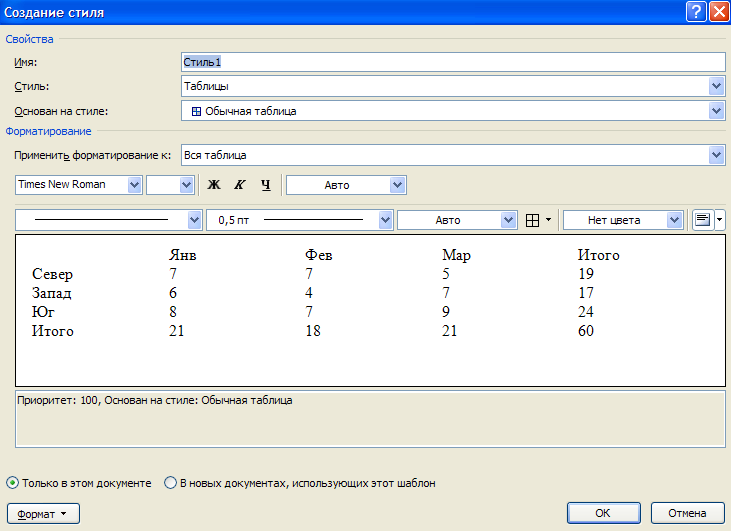 Создание стиля
Свойства
Имя: Стиль1
Стиль: Таблицы
Основан на стиле: Обычная таблица
Форматирование
Применить форматирование к: Вся таблица
Times New Roman Ж К Ч Авто
0,5 пт Авто Нет цвета
Янв Фев Мар Итого
Север 7 7 5 19
Запад 6 4 7 17
Юг 8 7 9 24
Итого 21 18 21 60
Приоритет: 100, Основан на стиле: Обычная таблица
Только в этом документе В новых документах, использующих этот шаблон
Формат ОК Отмена